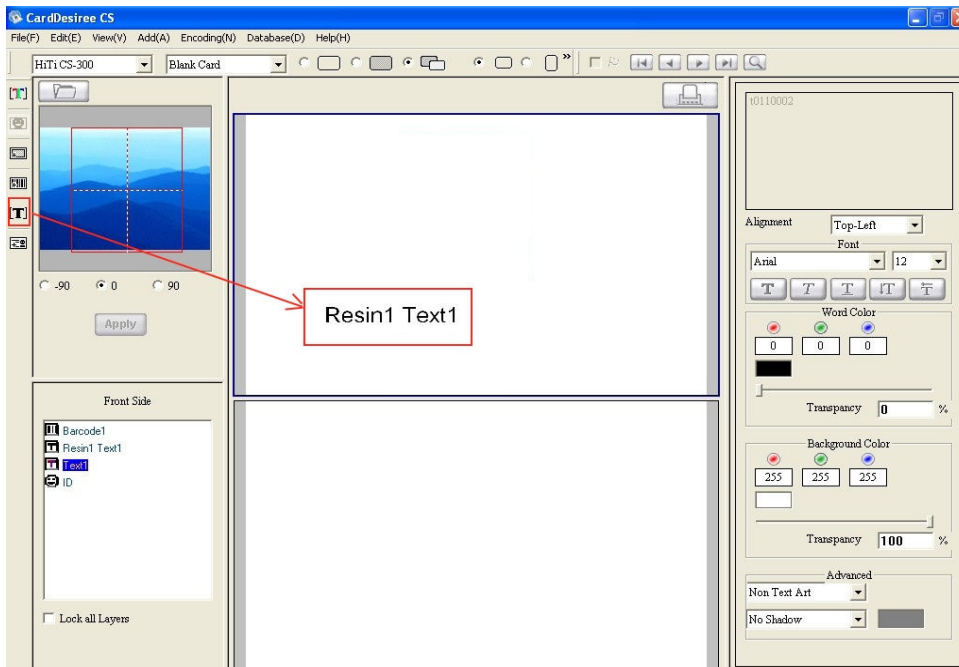 CardDesiree CS
File(F) Edit(E) View(V) Add(A) Encoding(N) Database(D) Help(H)
HiTi CS-300 Blank Card
t0110002
Alignment Top-Left
Font
Arial 12
T T T IT T
Word Color
0 0 0
Transpancy 0 %
Background Color
255 255 255
Transpancy 100 %
Advanced
Non Text Art
No Shadow
[T]
[T]
-90 0 90
Apply
Resin1 Text1
Front Side
Barcode1
Resin1 Text1
Text1
ID
Lock all Layers